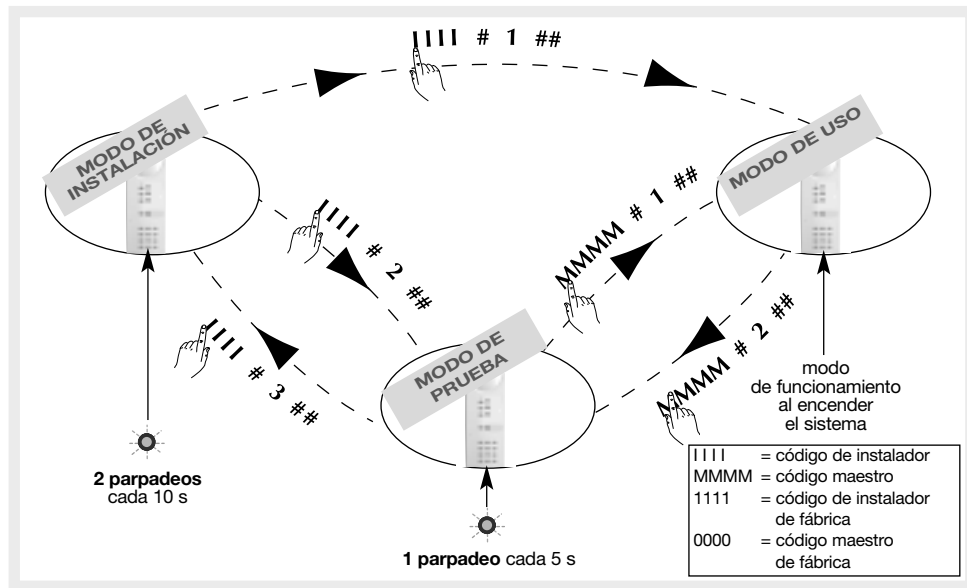 IIII # 1 ##
MODO DE
INSTALACIÓN
MODO DE USO
IIII # 2 ##
MMMM # 1 ##
IIII # 3 ##
MODO DE
PRUEBA
MMMM # 2 ##
modo
de funcionamiento
al encender
el sistema
2 parpadeos
cada 10 s
1 parpadeo cada 5 s
IIII = código de instalador
MMMM = código maestro
1111 = código de instalador
de fábrica
0000 = código maestro
de fábrica